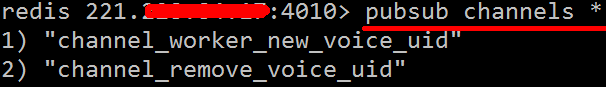 redis 221. :4010> pubsub channels *
1) "channel_worker_new_voice_uid"
2) "channel_remove_voice_uid"